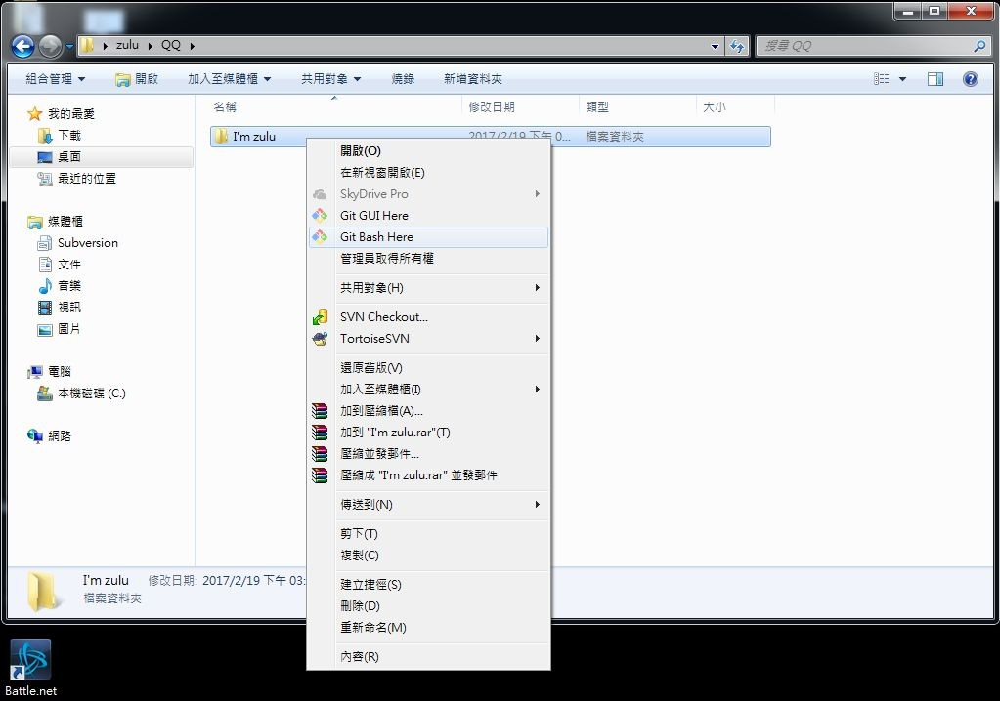 zulu ▸ QQ ▸
搜尋 QQ
組合管理 開啟 加入至媒體櫃 共用對象 燒錄 新增資料夾
我的最愛
下載
桌面
最近的位置
媒體櫃
Subversion
文件
音樂
視訊
圖片
電腦
本機磁碟 (C:)
網路
名稱 修改日期 類型 大小
I'm zulu 2017/2/19 下午 0... 檔案資料夾
開啟(O)
在新視窗開啟(E)
SkyDrive Pro
Git GUI Here
Git Bash Here
管理員取得所有權
共用對象(H)
SVN Checkout...
TortoiseSVN
還原舊版(V)
加入至媒體櫃(I)
加到壓縮檔(A)...
加到 "I'm zulu.rar"(T)
壓縮並發郵件...
壓縮成 "I'm zulu.rar" 並發郵件
傳送到(N)
剪下(T)
複製(C)
建立捷徑(S)
刪除(D)
重新命名(M)
內容(R)
I'm zulu 修改日期: 2017/2/19 下午 03:
檔案資料夾
Battle.net